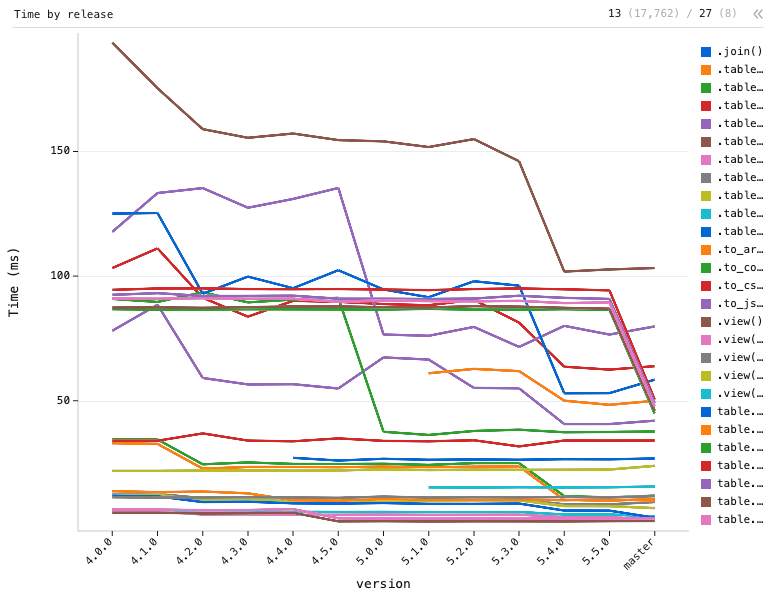 Time by release
13 (17,762) / 27 (8) «
150
100
50
Time (ms)
4.0.0
4.1.0
4.2.0
4.3.0
4.4.0
4.5.0
5.0.0
5.1.0
5.2.0
5.3.0
5.4.0
5.5.0
master
version
.join()
.table…
.table…
.table…
.table…
.table…
.table…
.table…
.table…
.table…
.table…
.to_ar…
.to_co…
.to_cs…
.to_js…
.view()
.view(…
.view(…
.view(…
.view(…
table.…
table.…
table.…
table.…
table.…
table.…
table.…